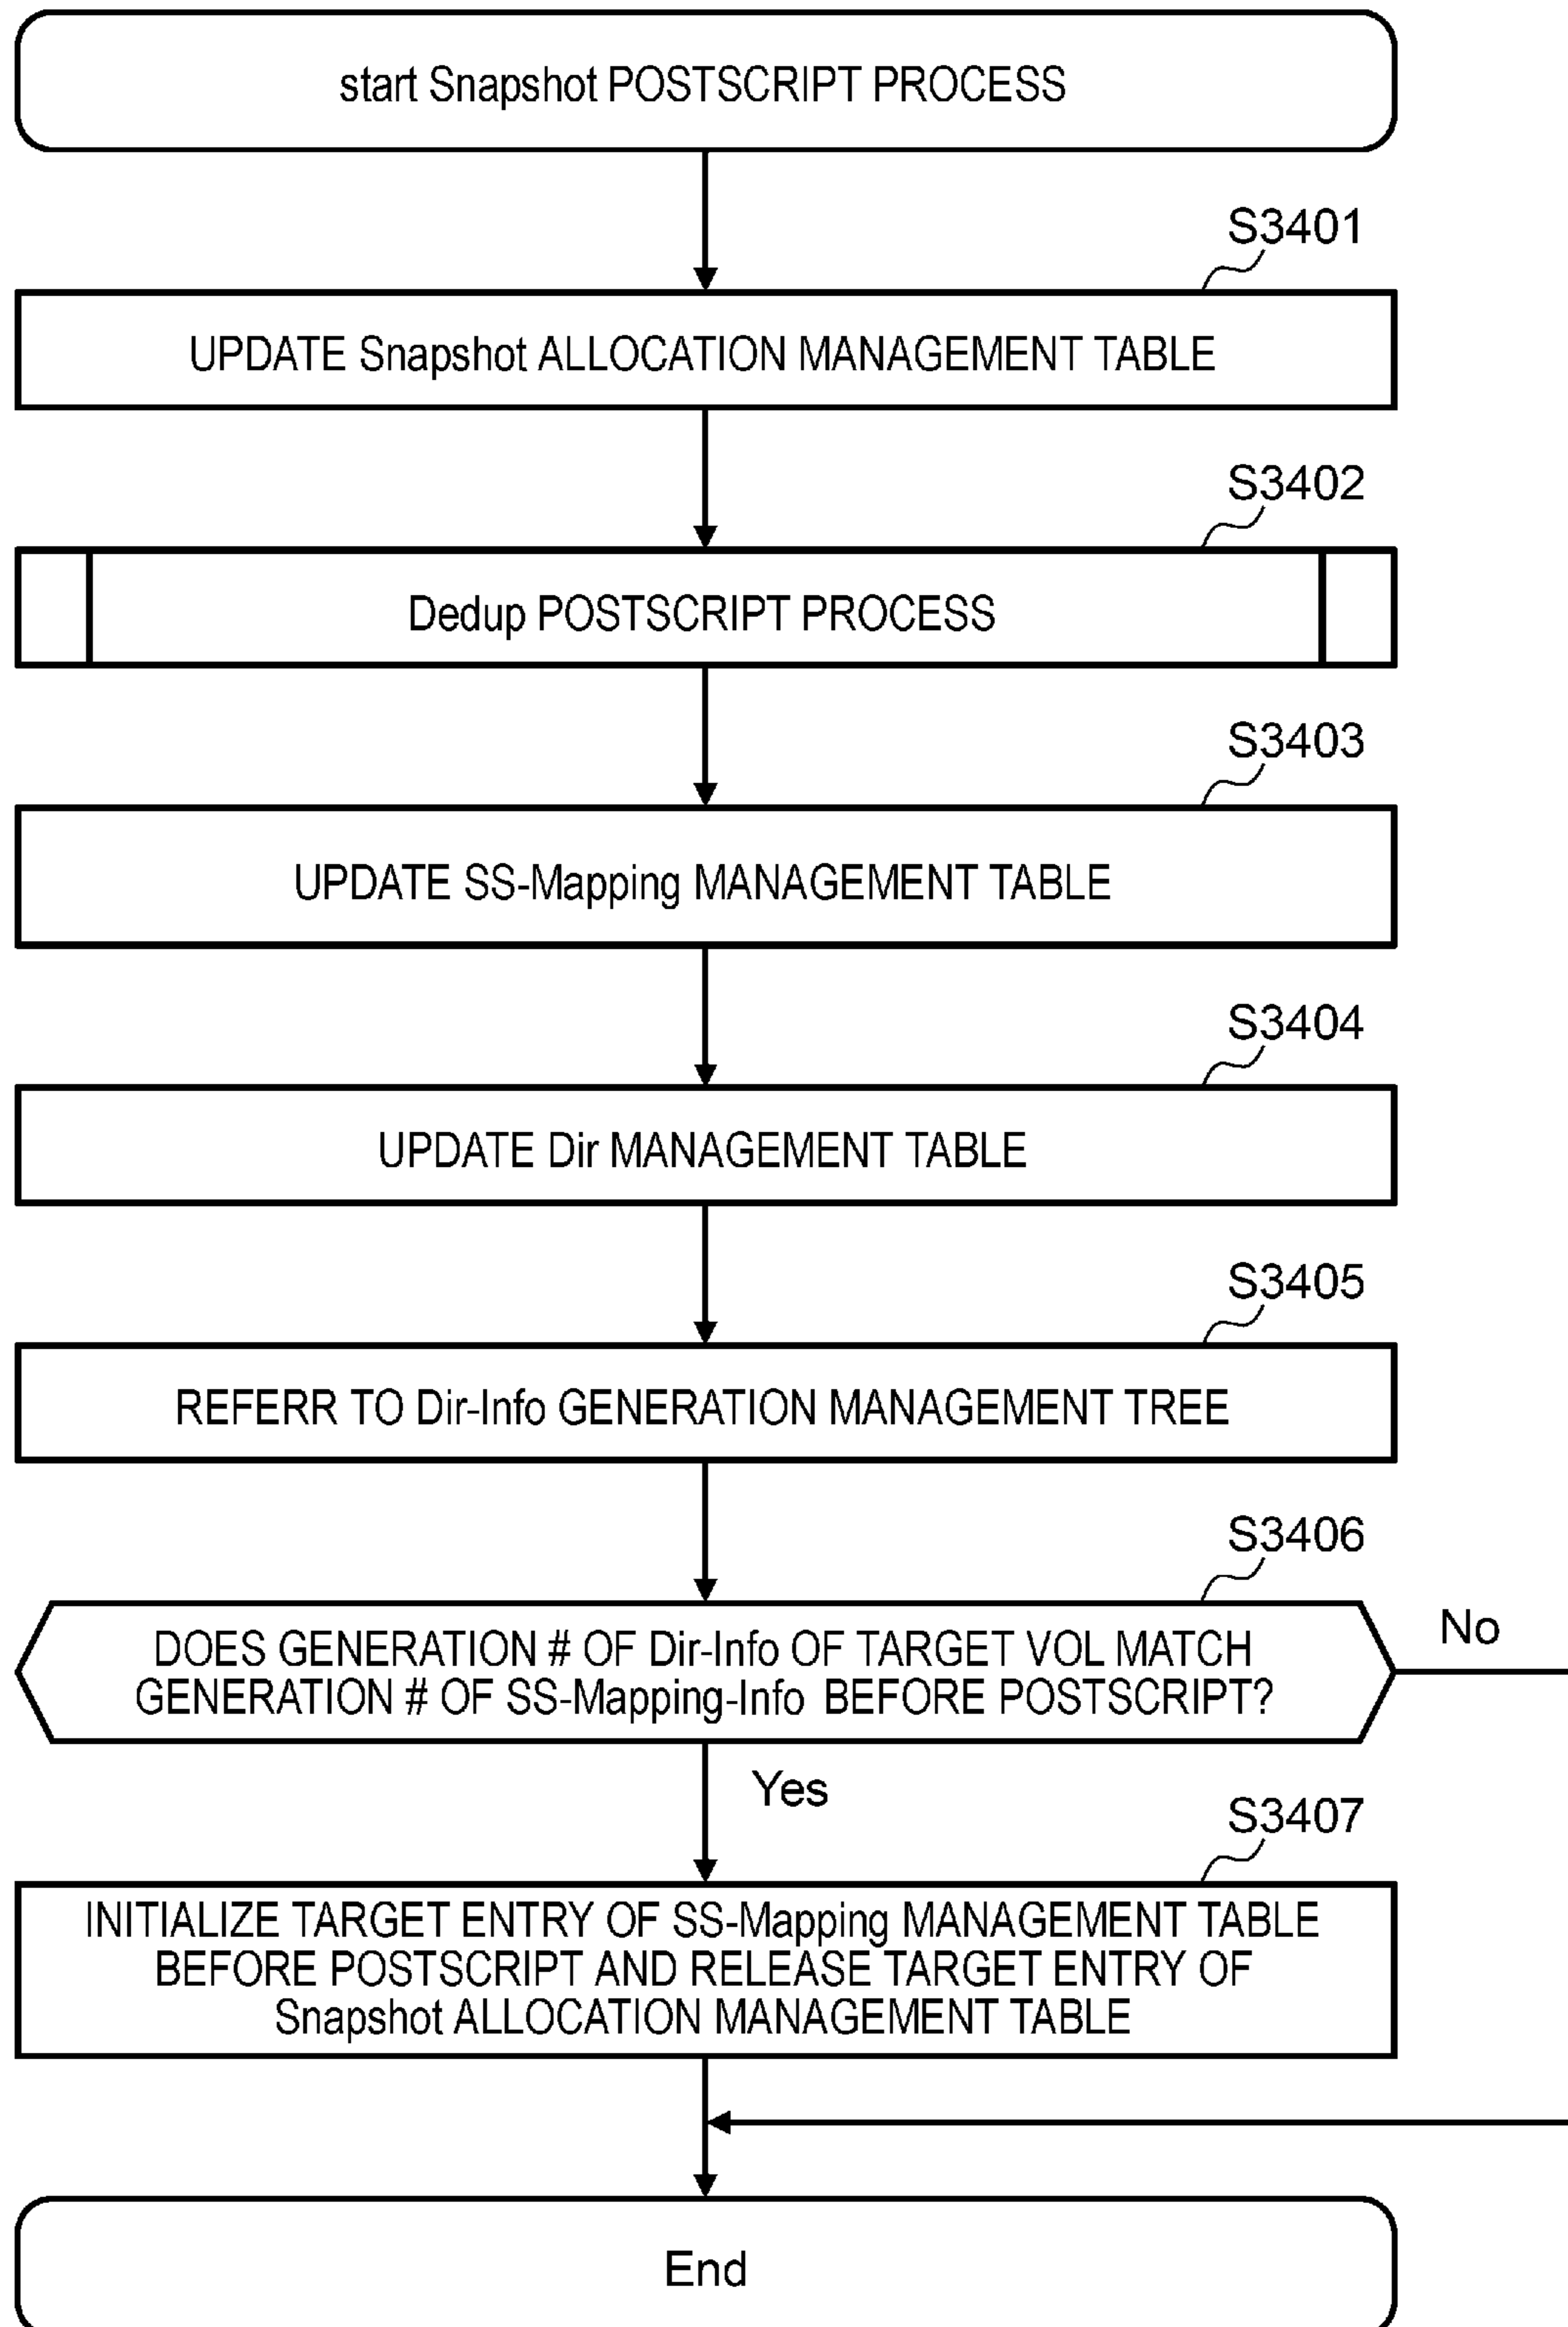 start Snapshot POSTSCRIPT PROCESS
S3401
UPDATE Snapshot ALLOCATION MANAGEMENT TABLE
S3402
Dedup POSTSCRIPT PROCESS
S3403
UPDATE SS-Mapping MANAGEMENT TABLE
S3404
UPDATE Dir MANAGEMENT TABLE
S3405
REFERR TO Dir-Info GENERATION MANAGEMENT TREE
S3406
DOES GENERATION # OF Dir-Info OF TARGET VOL MATCH
GENERATION # OF SS-Mapping-Info BEFORE POSTSCRIPT?
No
Yes
S3407
INITIALIZE TARGET ENTRY OF SS-Mapping MANAGEMENT TABLE
BEFORE POSTSCRIPT AND RELEASE TARGET ENTRY OF
Snapshot ALLOCATION MANAGEMENT TABLE
End